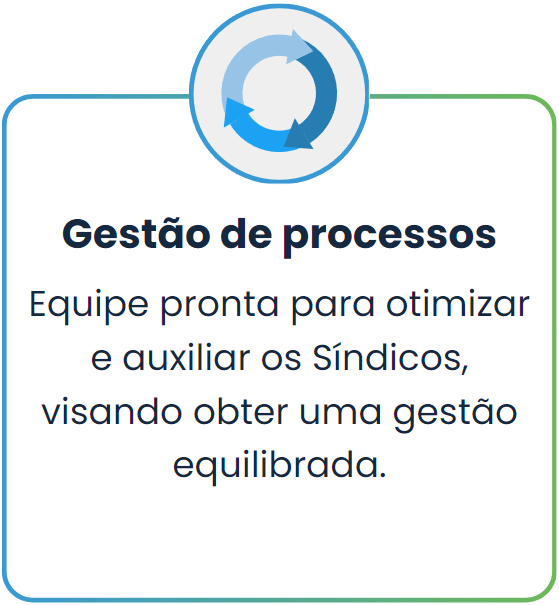 Gestão de processos
Equipe pronta para otimizar
e auxiliar os Síndicos,
visando obter uma gestão
equilibrada.